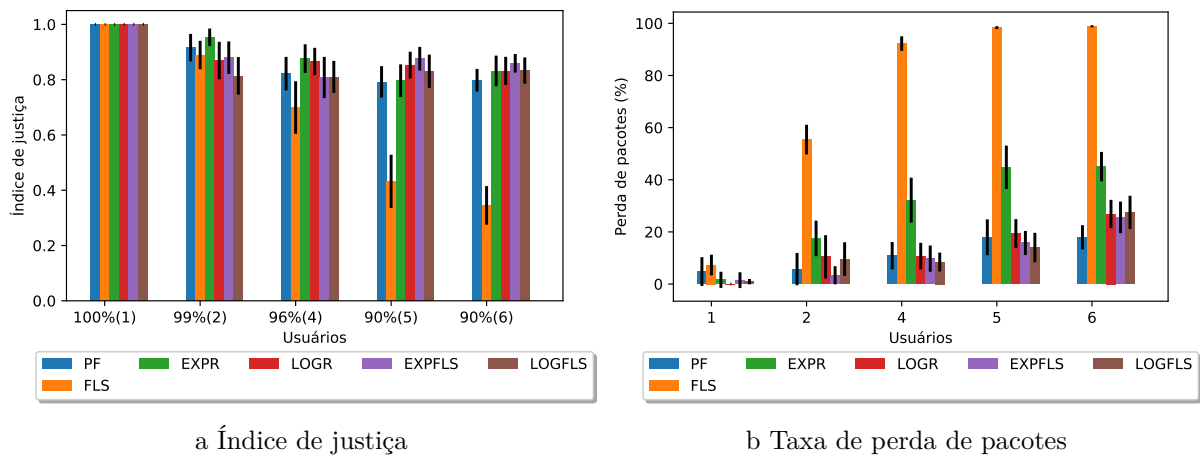 Índice de justiça
1.0
0.8
0.6
0.4
0.2
0.0
100%(1) 99%(2) 96%(4) 90%(5) 90%(6)
Usuários
PF EXPR LOGR EXPFLS LOGFLS
FLS
a Índice de justiça
Perda de pacotes (%)
100
80
60
40
20
0
1 2 4 5 6
Usuários
PF EXPR LOGR EXPFLS LOGFLS
FLS
b Taxa de perda de pacotes